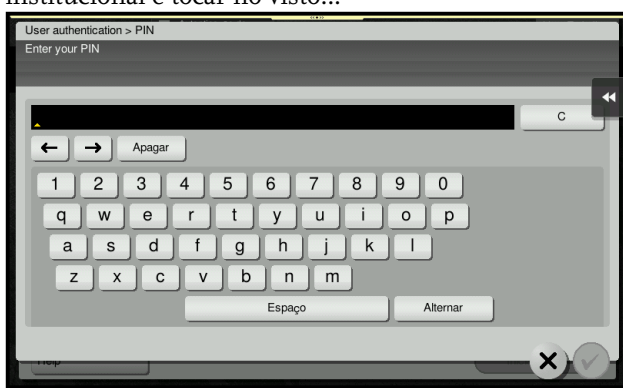 institucional e tocar no visto...
User authentication > PIN
Enter your PIN
C
Apagar
1 2 3 4 5 6 7 8 9 0
q w e r t y u i o p
a s d f g h j k l
z x c v b n m
Espaço Alternar
Help